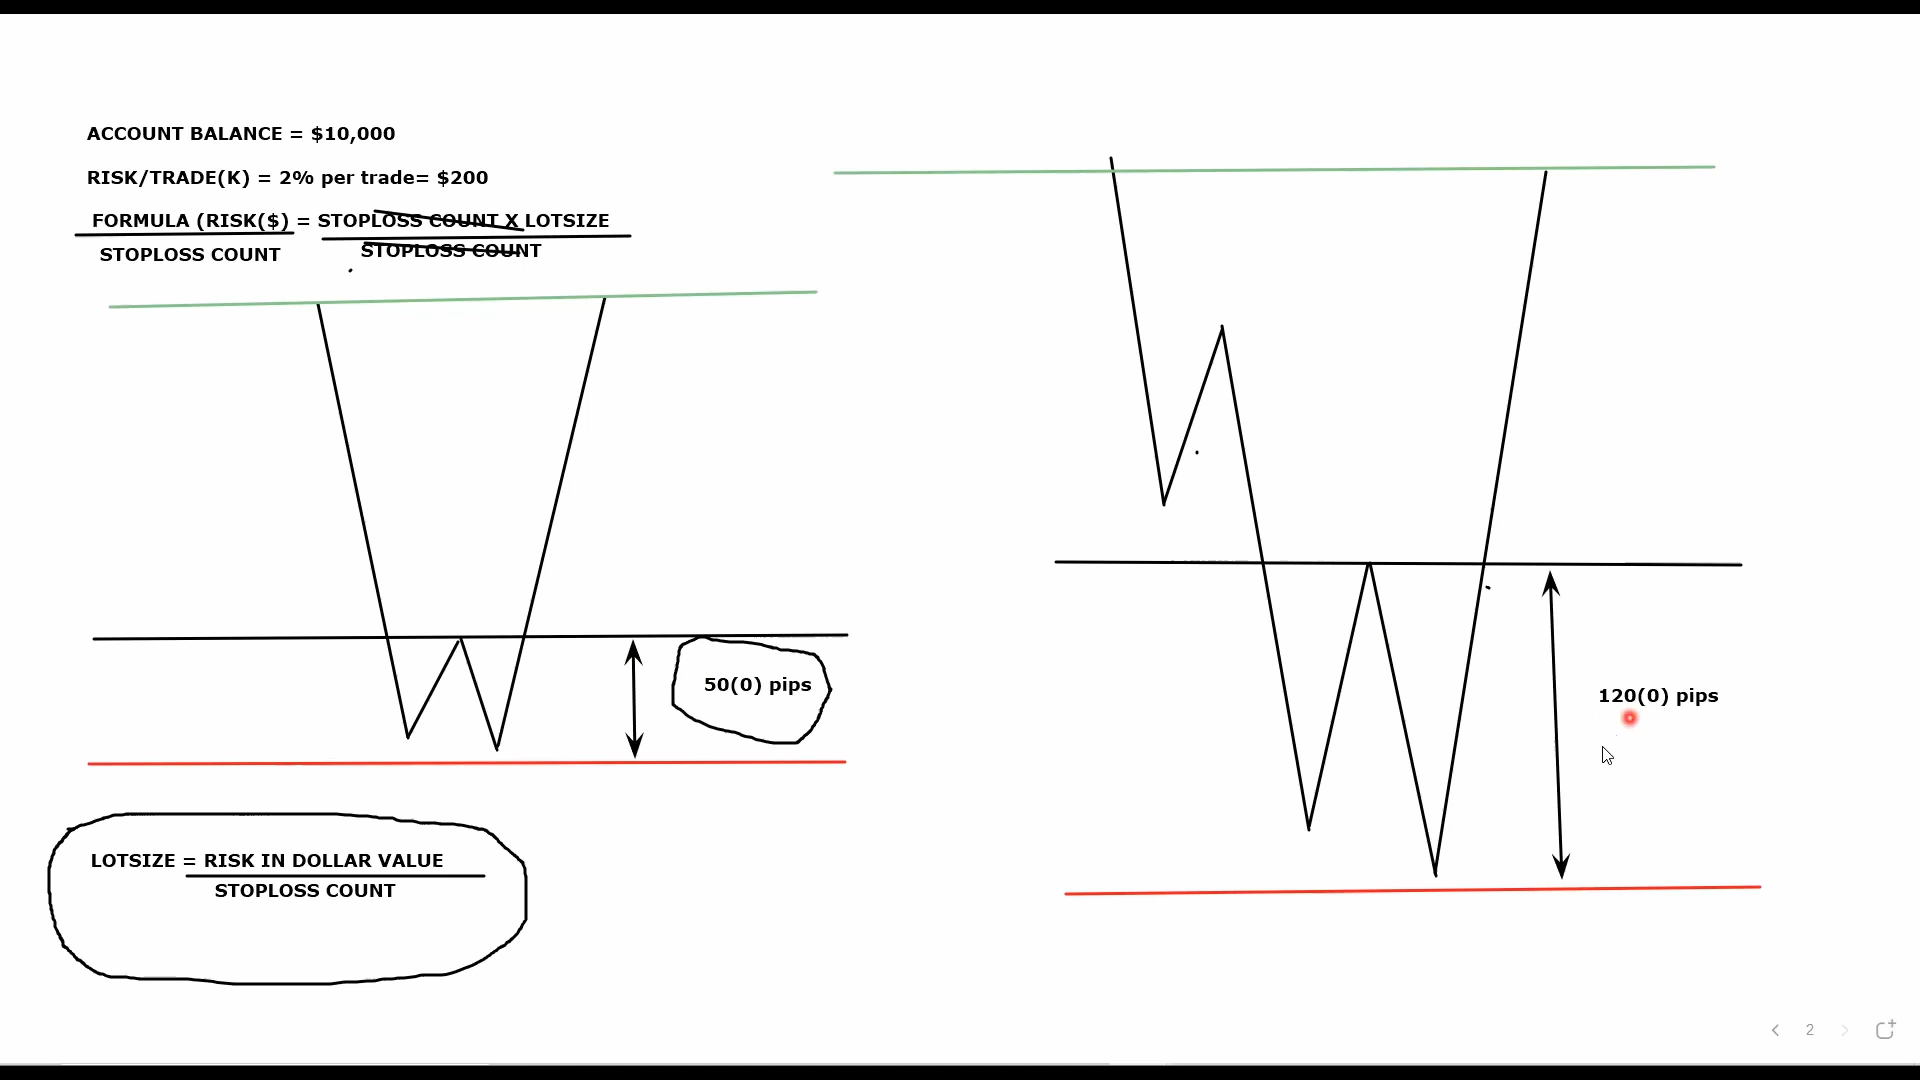 ACCOUNT BALANCE = $10,000
RISK/TRADE(K) = 2% per trade= $200
FORMULA (RISK($) = STOPLOSS COUNT X LOTSIZE
STOPLOSS COUNT STOPLOSS COUNT
50(0) pips
120(0) pips
LOTSIZE = RISK IN DOLLAR VALUE
STOPLOSS COUNT
2